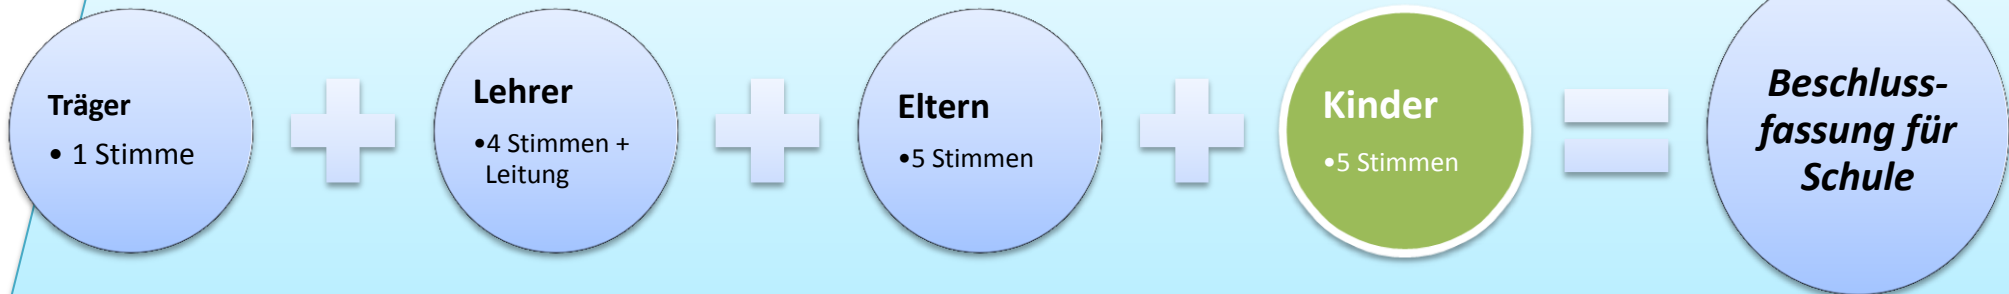 Träger
• 1 Stimme
Lehrer
•4 Stimmen +
Leitung
Eltern
•5 Stimmen
Kinder
•5 Stimmen
Beschluss-
fassung für
Schule